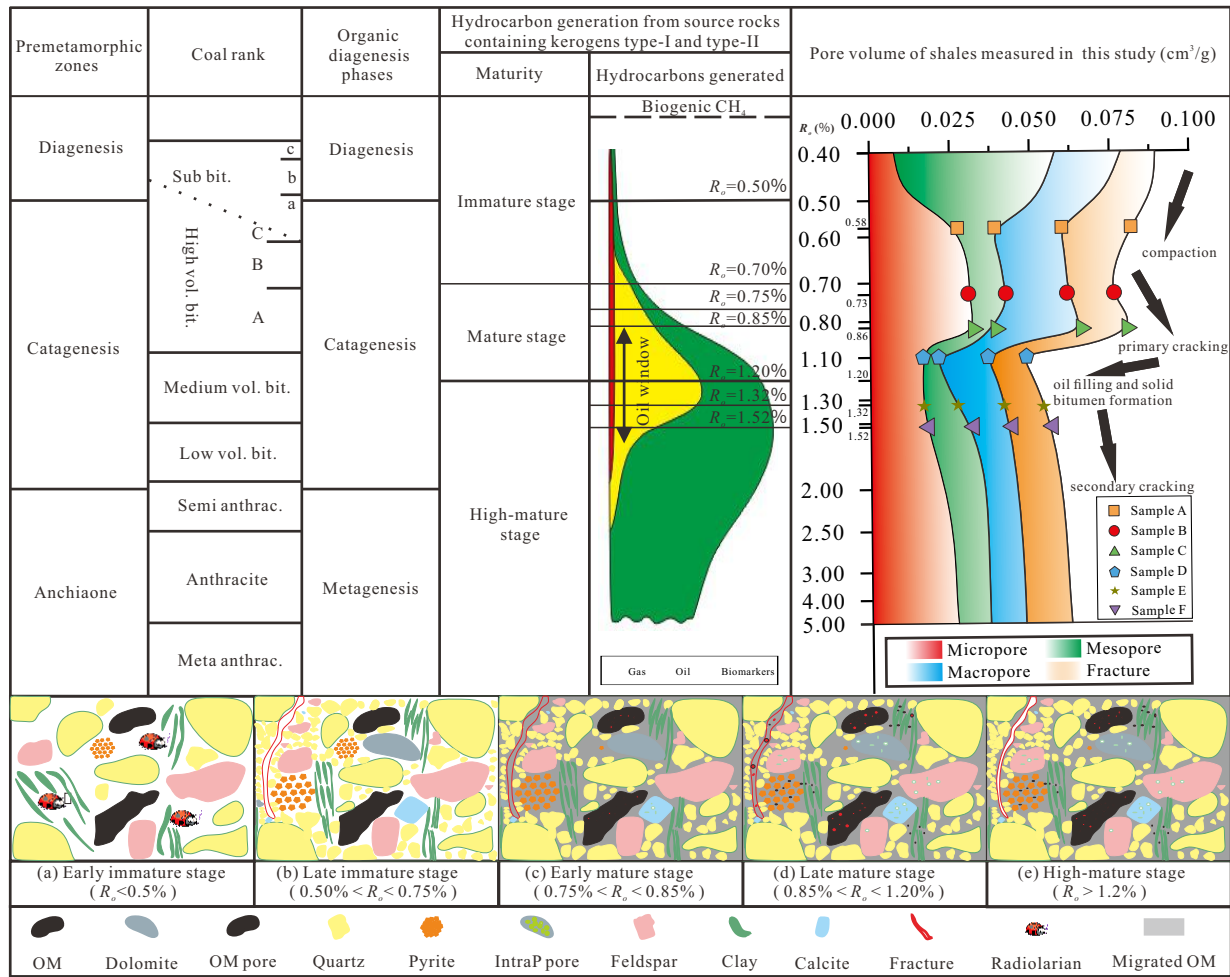 Premetamorphic
zones
Coal rank
Organic
diagenesis
phases
Hydrocarbon generation from source rocks
containing kerogens type-I and type-II
Maturity
Hydrocarbons generated
Pore volume of shales measured in this study (cm³/g)
Diagenesis
Catagenesis
Anchiaone
Sub bit.
c
b
a
High vol. bit.
C
B
A
Medium vol. bit.
Low vol. bit.
Semi anthrac.
Anthracite
Meta anthrac.
Diagenesis
Catagenesis
Metagenesis
Immature stage
Mature stage
High-mature
stage
Biogenic CH₄
Rₒ=0.50%
Rₒ=0.70%
Rₒ=0.75%
Rₒ=0.85%
Rₒ=1.20%
Rₒ=1.32%
Rₒ=1.52%
Oil window
Gas Oil Biomarkers
Rₒ (%) 0.000 0.025 0.050 0.075 0.100
0.40
0.50
0.58
0.60
0.70
0.73
0.80
0.86
1.10
1.20
1.30
1.32
1.50
1.52
2.00
2.50
3.00
4.00
5.00
compaction
primary cracking
oil filling and solid
bitumen formation
secondary cracking
Sample A
Sample B
Sample C
Sample D
Sample E
Sample F
Micropore Mesopore
Macropore Fracture
(a) Early immature stage
(Rₒ<0.5%)
(b) Late immature stage
(0.50%<Rₒ<0.75%)
(c) Early mature stage
(0.75%<Rₒ<0.85%)
(d) Late mature stage
(0.85%<Rₒ<1.20%)
(e) High-mature stage
(Rₒ>1.2%)
OM Dolomite OM pore Quartz Pyrite IntraP pore Feldspar Clay Calcite Fracture Radiolarian Migrated OM